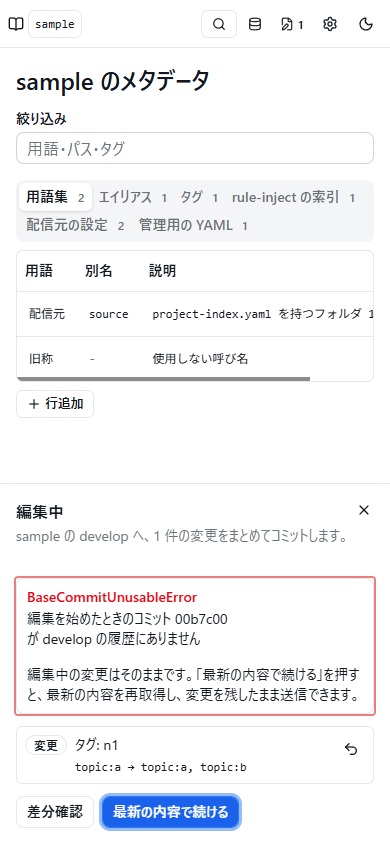 sample
1
sample のメタデータ
絞り込み
用語・パス・タグ
用語集 2 エイリアス 1 タグ 1 rule-inject の索引 1
配信元の設定 2 管理用の YAML 1
用語 別名 説明
配信元 source project-index.yaml を持つフォルダ 1
旧称 - 使用しない呼び名
+ 行追加
編集中
sample の develop へ、1 件の変更をまとめてコミットします。
BaseCommitUnusableError
編集を始めたときのコミット 00b7c00
が develop の履歴にありません
編集中の変更はそのままです。「最新の内容で続ける」を押す
と、最新の内容を再取得し、変更を残したまま送信できます。
変更 タグ: n1
topic:a → topic:a, topic:b
差分確認 最新の内容で続ける